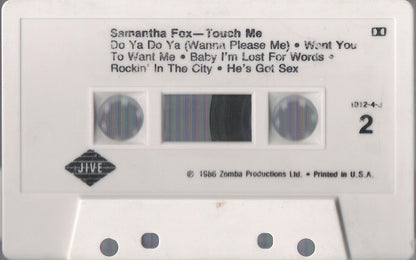 Samantha Fox—Touch Me
Do Ya Do Ya (Wanna Please Me) • Want You
To Want Me • Baby I'm Lost For Words •
Rockin' In The City • He's Got Sex
1012-4-J
2
JIVE
℗ 1986 Zomba Productions Ltd. • Printed in U.S.A.